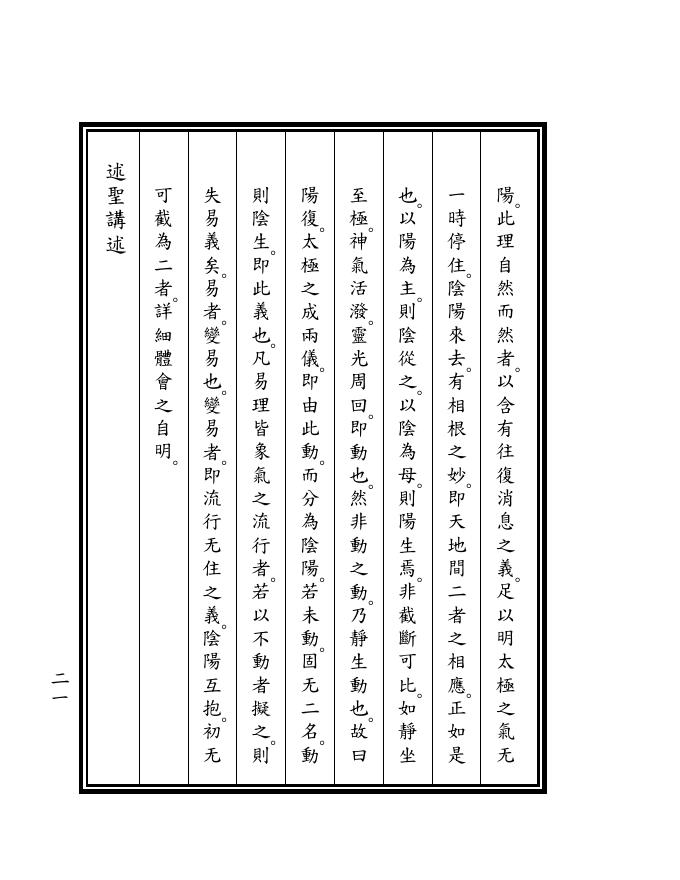 陽。此理自然而然者。以含有往復消息之義。足以明太極之氣无
一時停住。陰陽來去。有相根之妙。即天地間二者之相應。正如是
也。以陽為主。則陰從之。以陰為母。則陽生焉。非截斷可比。如靜坐
至極。神氣活潑。靈光周回。即動也。然非動之動。乃靜生動也。故曰
陽復。太極之成兩儀。即由此動。而分為陰陽。若未動。固无二名。動
則陰生。即此義也。凡易理皆象氣之流行者。若以不動者擬之。則
失易義矣。易者。變易也。變易者。即流行无住之義。陰陽互抱。初无
可截為二者。詳細體會之自明。
述聖講述
二一